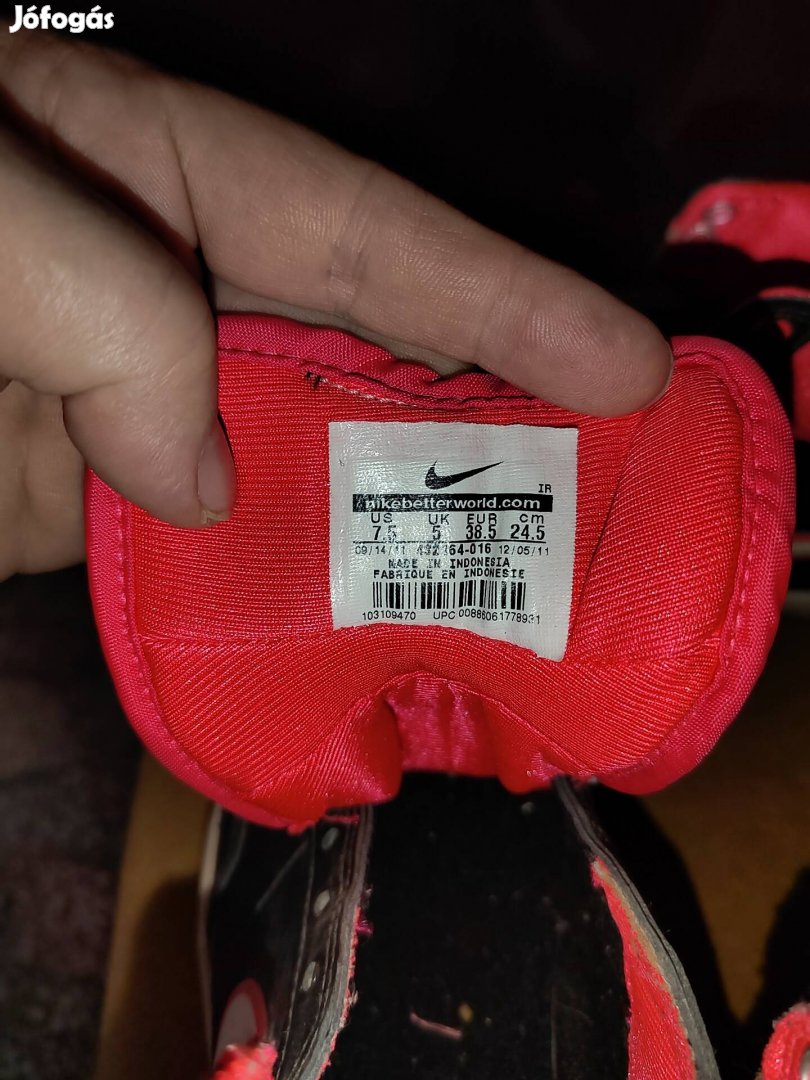 Jófogás
IR
nikebetterworld.com
US UK EUR cm
7.5 5 38.5 24.5
09/14/11 12/05/11
MADE IN INDONESIA
FABRIQUE EN INDONESIE
103109470 UPC 00886061778931